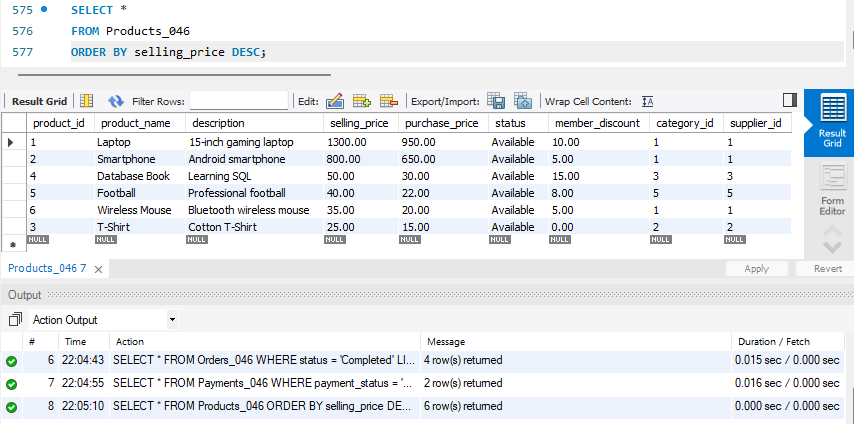 575 SELECT *
576 FROM Products_046
577 ORDER BY selling_price DESC;
Result Grid Filter Rows: Edit: Export/Import: Wrap Cell Content: IA
product_id product_name description selling_price purchase_price status member_discount category_id supplier_id
1 Laptop 15-inch gaming laptop 1300.00 950.00 Available 10.00 1 1
2 Smartphone Android smartphone 800.00 650.00 Available 5.00 1 1
4 Database Book Learning SQL 50.00 30.00 Available 15.00 3 3
5 Football Professional football 40.00 22.00 Available 8.00 5 5
6 Wireless Mouse Bluetooth wireless mouse 35.00 20.00 Available 5.00 1 1
3 T-Shirt Cotton T-Shirt 25.00 15.00 Available 0.00 2 2
NULL NULL NULL NULL NULL NULL NULL NULL NULL
Result
Grid
Form
Editor
Products_046 7 Apply Revert
Output
Action Output
# Time Action Message Duration / Fetch
6 22:04:43 SELECT * FROM Orders_046 WHERE status = 'Completed' LI... 4 row(s) returned 0.015 sec / 0.000 sec
7 22:04:55 SELECT * FROM Payments_046 WHERE payment_status = '... 2 row(s) returned 0.016 sec / 0.000 sec
8 22:05:10 SELECT * FROM Products_046 ORDER BY selling_price DE... 6 row(s) returned 0.000 sec / 0.000 sec